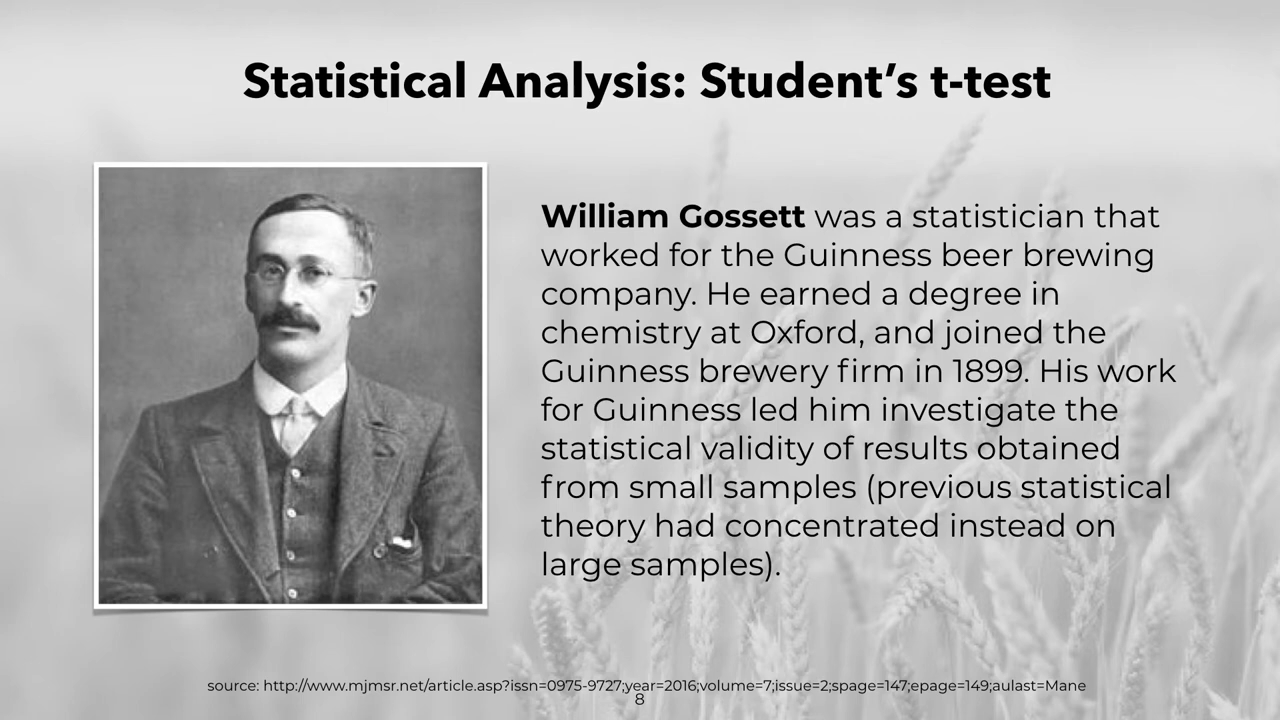 Statistical Analysis: Student’s t-test
William Gossett was a statistician that
worked for the Guinness beer brewing
company. He earned a degree in
chemistry at Oxford, and joined the
Guinness brewery firm in 1899. His work
for Guinness led him investigate the
statistical validity of results obtained
from small samples (previous statistical
theory had concentrated instead on
large samples).
source: http://www.mjmsr.net/article.asp?issn=0975-9727;year=2016;volume=7;issue=2;spage=147;epage=149;aulast=Mane
8